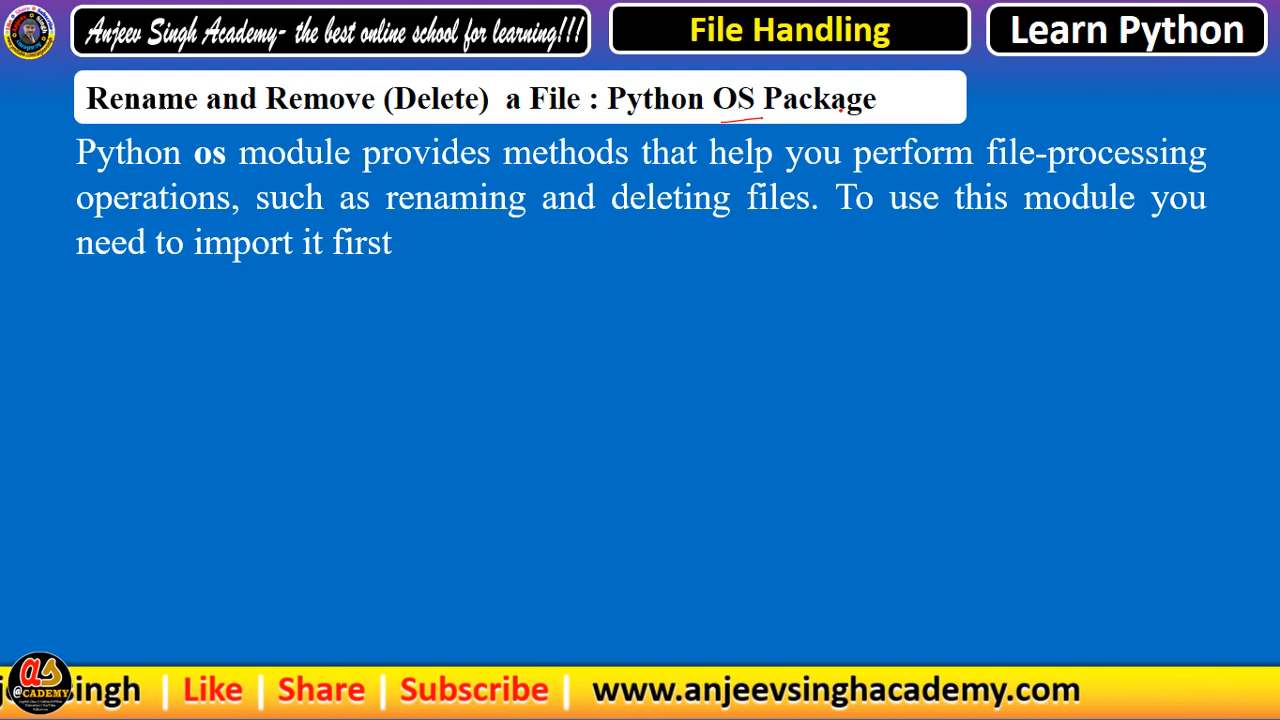 Anjeev Singh Academy- the best online school for learning!!!
File Handling
Learn Python
Rename and Remove (Delete) a File : Python OS Package
Python os module provides methods that help you perform file-processing
operations, such as renaming and deleting files. To use this module you
need to import it first
as
@CADEMY
ingh | Like | Share | Subscribe | www.anjeevsinghacademy.com